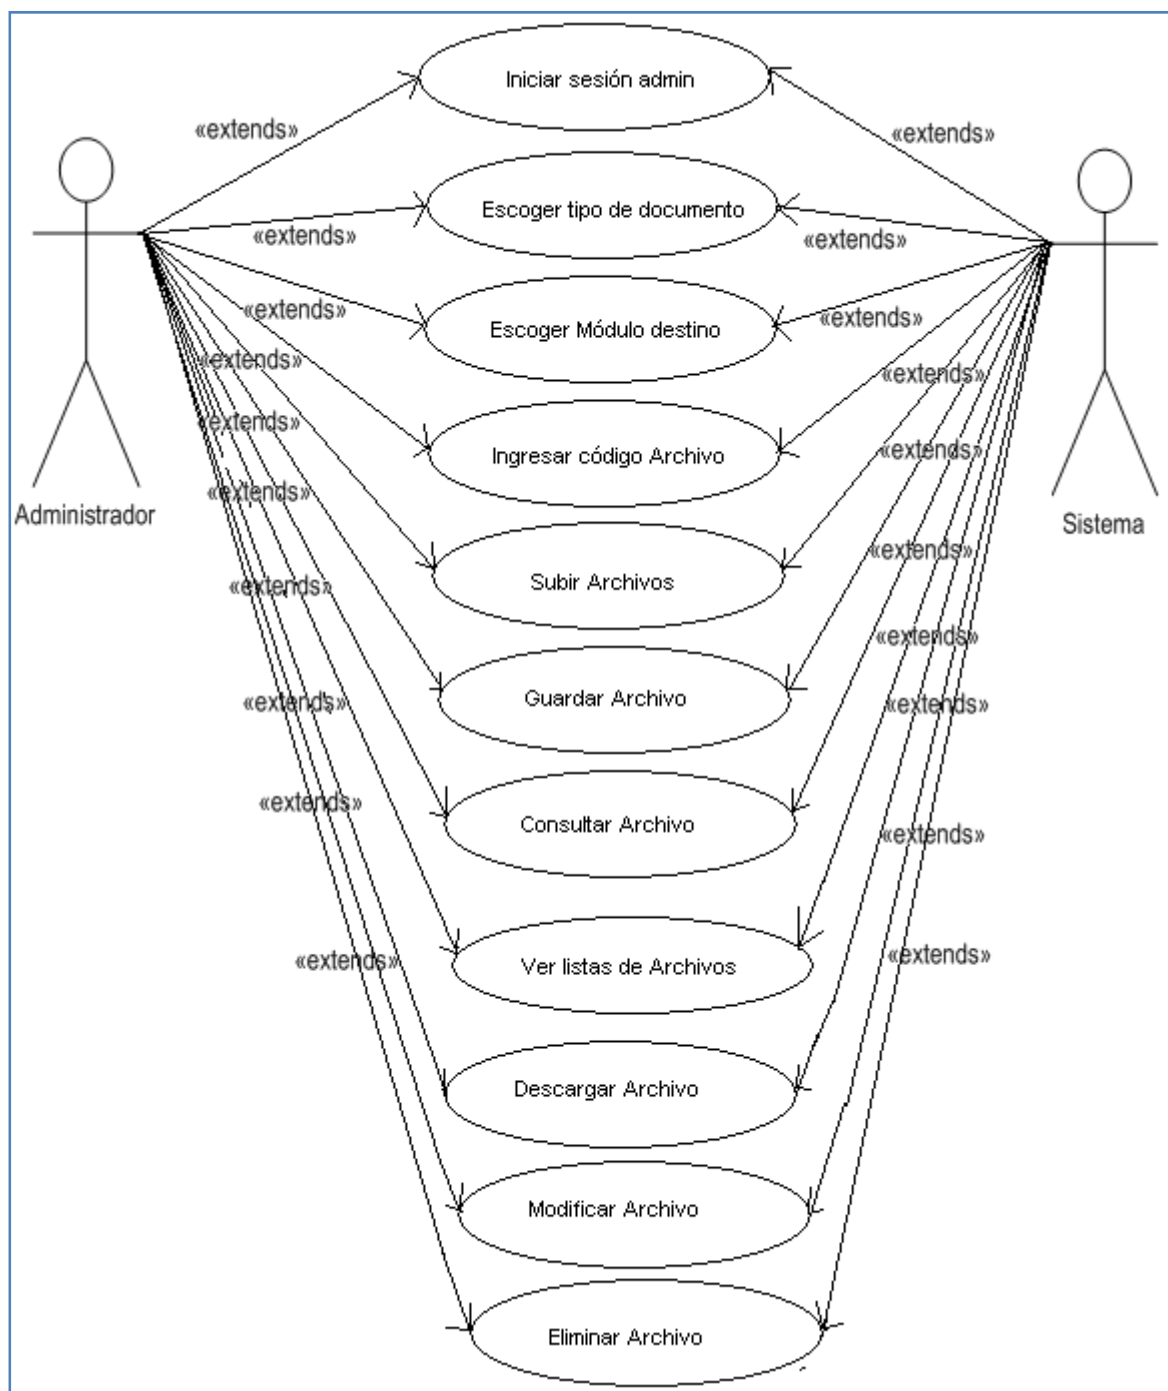 Iniciar sesión admin
«extends»
«extends»
Escoger tipo de documento
«extends»
«extends»
Escoger Módulo destino
«extends»
«extends»
«extends»
«extends»
Ingresar código Archivo
«extends»
«extends»
Administrador
«extends»
Sistema
Subir Archivos
«extends»
«extends»
Guardar Archivo
«extends»
«extends»
«extends»
Consultar Archivo
«extends»
«extends»
Ver listas de Archivos
«extends»
«extends»
Descargar Archivo
Modificar Archivo
Eliminar Archivo